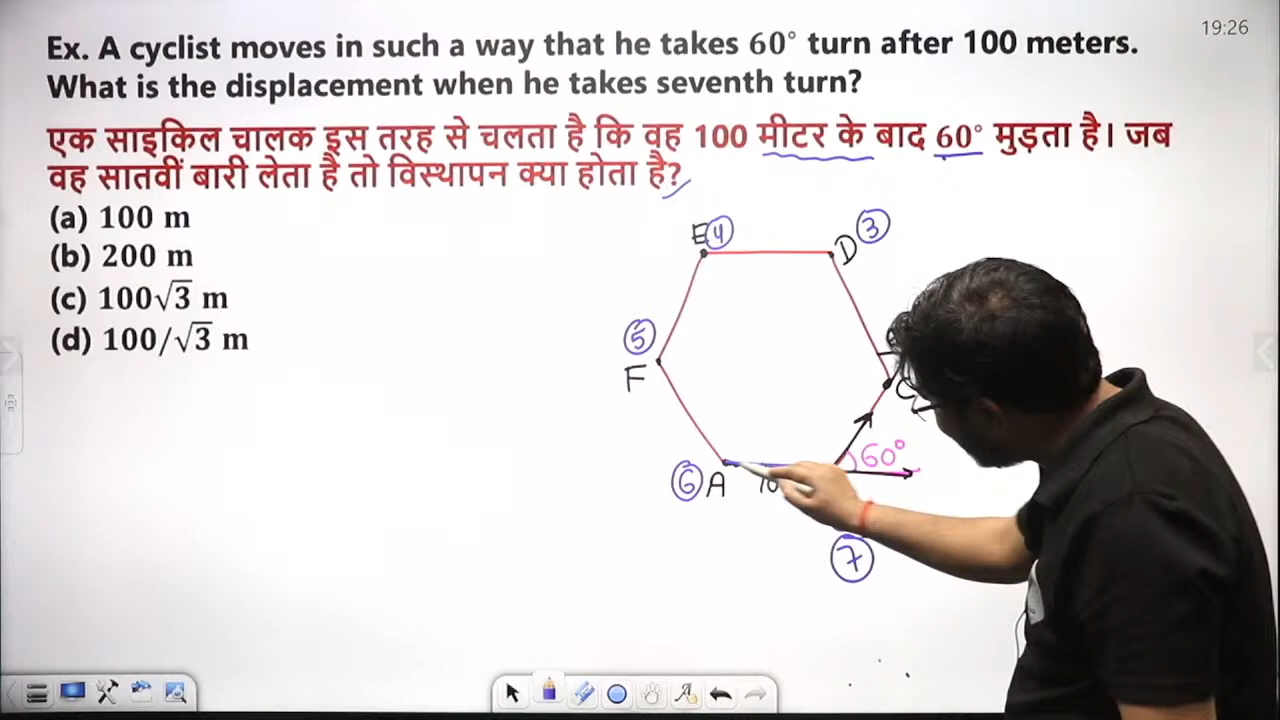 19:26
Ex. A cyclist moves in such a way that he takes 60° turn after 100 meters.
What is the displacement when he takes seventh turn?
एक साइकिल चालक इस तरह से चलता है कि वह 100 मीटर के बाद 60° मुड़ता है। जब
वह सातवीं बारी लेता है तो विस्थापन क्या होता है?
(a) 100 m
(b) 200 m
(c) 100√3 m
(d) 100/√3 m
E 4
D 3
5
F
C
60°
6 A
7